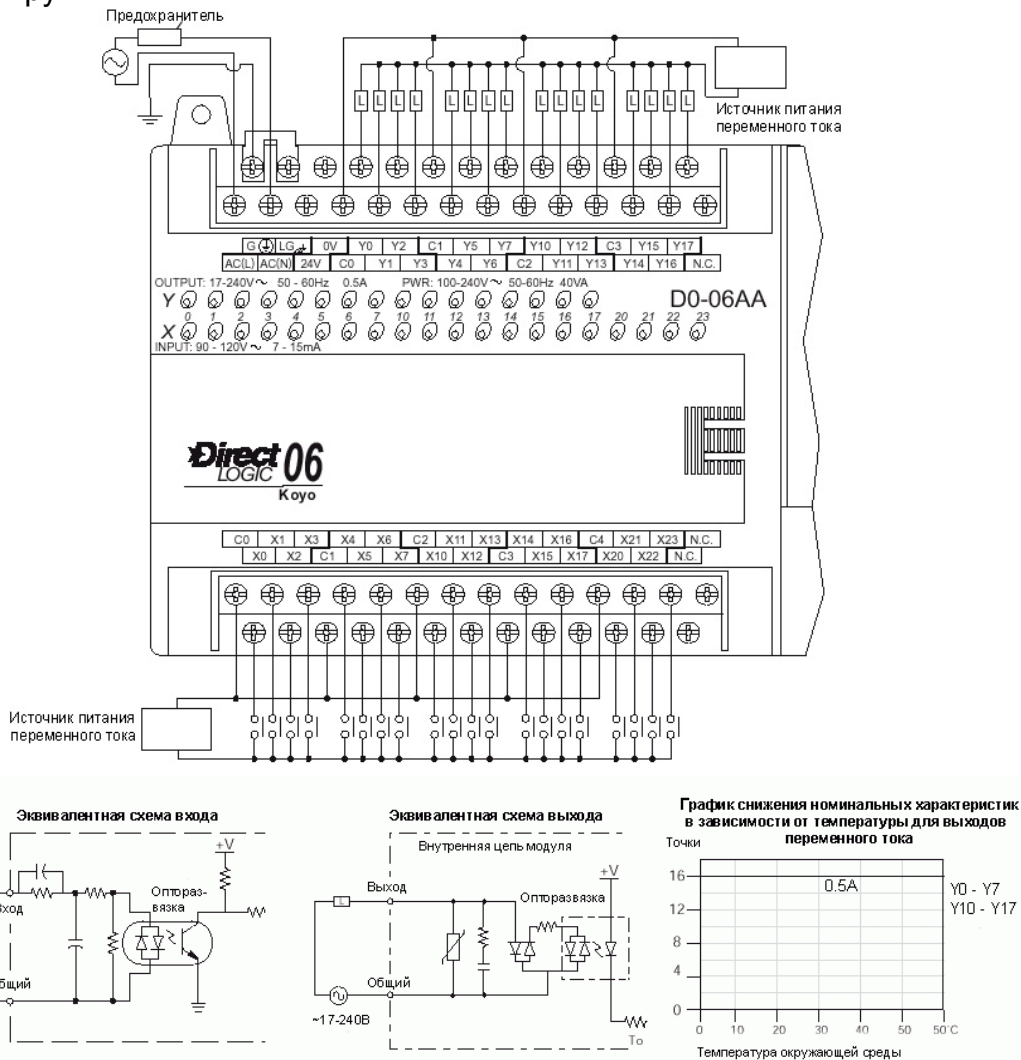 Предохранитель
L L L L L L L L L L L L L L L L
Источник питания
переменного тока
G LG 0V Y0 Y2 C1 Y5 Y7 Y10 Y12 C3 Y15 Y17
AC(L) AC(N) 24V C0 Y1 Y3 Y4 Y6 C2 Y11 Y13 Y14 Y16 N.C.
OUTPUT: 17-240V ~ 50 - 60Hz 0.5A PWR: 100-240V ~ 50-60Hz 40VA
Y
D0-06AA
0 1 2 3 4 5 6 7 10 11 12 13 14 15 16 17 20 21 22 23
X
INPUT: 90 - 120V ~ 7 - 15mA
Direct
LOGIC 06
Koyo
C0 X1 X3 X4 X6 C2 X11 X13 X14 X16 C4 X21 X23 N.C.
X0 X2 C1 X5 X7 X10 X12 C3 X15 X17 X20 X22 N.C.
Источник питания
переменного тока
Эквивалентная схема входа
+V
Оптораз-
вязка
Эквивалентная схема выхода
Внутренняя цепь модуля
+V
Выход
Оптораевязка
L
Общий
~17-240В
To
График снижения номинальных характеристик
в зависимости от температуры для выходов
переменного тока
Точки
16
0.5A
Y0 - Y7
Y10 - Y17
12
8
4
0
0 10 20 30 40 50 50°C
Температура окружающей среды